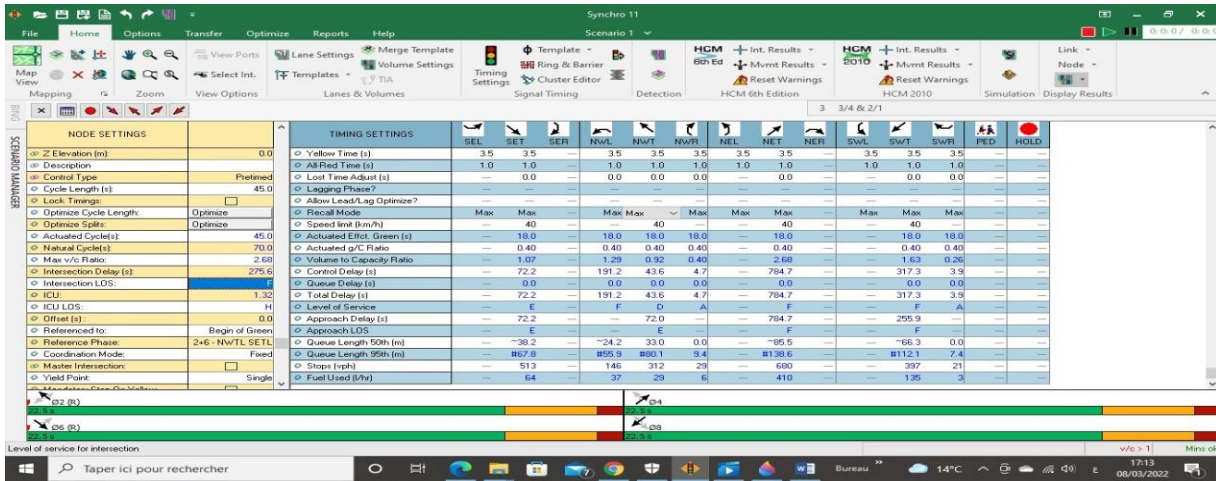 Synchro 11
File Home Options Transfer Optimize Reports Help Scenario 1
View Ports Lane Settings Merge Template Template HCM 6th Ed Int. Results HCM 2010 Int. Results Link
Volume Settings Ring & Barrier Mvmt Results Mvmt Results Node
Map View Select Int. Templates TIA Timing Settings Cluster Editor Reset Warnings Reset Warnings
Mapping Zoom View Options Lanes & Volumes Signal Timing Detection HCM 6th Edition HCM 2010 Simulation Display Results
BING
SCENARIO MANAGER
3 3/4 & 2/1
NODE SETTINGS
Z Elevation (m): 0.0
Description
Control Type Pretimed
Cycle Length (s): 45.0
Lock Timings:
Optimize Cycle Length: Optimize
Optimize Splits: Optimize
Actuated Cycle(s): 45.0
Natural Cycle(s): 70.0
Max v/c Ratio: 2.68
Intersection Delay (s): 275.6
Intersection LOS: F
ICU: 1.32
ICU LOS: H
Offset (s) : 0.0
Referenced to: Begin of Green
Reference Phase: 2+6 - NWTL SETL
Coordination Mode: Fixed
Master Intersection:
Yield Point: Single
TIMING SETTINGS SEL SET SER NWL NWT NWR NEL NET NER SWL SWT SWR PED HOLD
Yellow Time (s) 3.5 3.5 — 3.5 3.5 3.5 3.5 3.5 — 3.5 3.5 3.5 — —
All-Red Time (s) 1.0 1.0 — 1.0 1.0 1.0 1.0 1.0 — 1.0 1.0 1.0 — —
Lost Time Adjust (s) — 0.0 — 0.0 0.0 0.0 — 0.0 — — 0.0 0.0 — —
Lagging Phase? — — — — — — — — — — — — — —
Allow Lead/Lag Optimize? — — — — — — — — — — — — — —
Recall Mode Max Max — Max Max Max Max Max — Max Max Max — —
Speed limit (km/h) — 40 — — 40 — — 40 — — 40 — — —
Actuated Effct. Green (s) — 18.0 — 18.0 18.0 18.0 — 18.0 — — 18.0 18.0 — —
Actuated g/C Ratio — 0.40 — 0.40 0.40 0.40 — 0.40 — — 0.40 0.40 — —
Volume to Capacity Ratio — 1.07 — 1.29 0.92 0.40 — 2.68 — — 1.63 0.26 — —
Control Delay (s) — 72.2 — 191.2 43.6 4.7 — 784.7 — — 317.3 3.9 — —
Queue Delay (s) — 0.0 — 0.0 0.0 0.0 — 0.0 — — 0.0 0.0 — —
Total Delay (s) — 72.2 — 191.2 43.6 4.7 — 784.7 — — 317.3 3.9 — —
Level of Service — E — F D A — F — — F A — —
Approach Delay (s) — 72.2 — — 72.0 — — 784.7 — — 255.9 — — —
Approach LOS — E — — E — — F — — F — — —
Queue Length 50th (m) — ~38.2 — ~24.2 33.0 0.0 — ~85.5 — — ~66.3 0.0 — —
Queue Length 95th (m) — #67.8 — #55.9 #80.1 9.4 — #138.6 — — #112.1 7.4 — —
Stops (vph) — 513 — 146 312 29 — 680 — — 397 21 — —
Fuel Used (l/hr) — 64 — 37 29 6 — 410 — — 135 3 — —
Ø2 (R) Ø4
22.5 s 22.5 s
Ø6 (R) Ø8
22.5 s 22.5 s
Level of service for intersection v/c > 1 Mins ok
Taper ici pour rechercher Bureau 14°C 17:13
08/03/2022